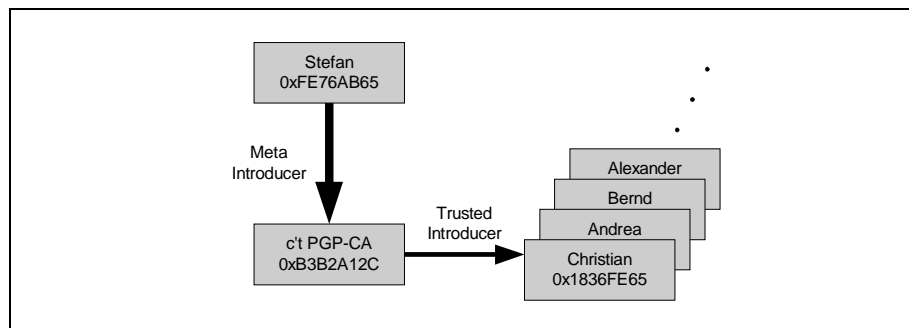 Stefan
0xFE76AB65
Meta
Introducer
c't PGP-CA
0xB3B2A12C
Trusted
Introducer
Alexander
Bernd
Andrea
Christian
0x1836FE65